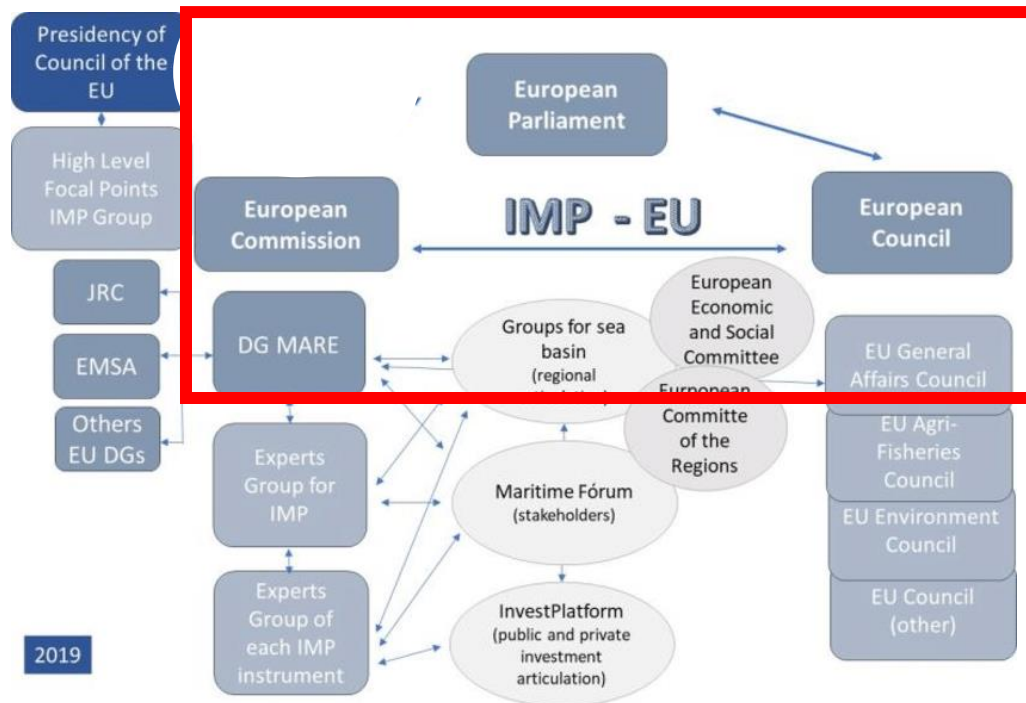 Presidency of
Council of the
EU
High Level
Focal Points
IMP Group
European
Parliament
European
Commission
IMP - EU
European
Council
JRC
EMSA
Others
EU DGs
DG MARE
Groups for sea
basin
(regional
European
Economic
and Social
Committee
Committee
of the
Regions
EU General
Affairs Council
EU Agri-
Fisheries
Council
EU Environment
Council
EU Council
(other)
Experts
Group for
IMP
Maritime Fórum
(stakeholders)
Experts
Group of
each IMP
instrument
InvestPlatform
(public and private
investment
articulation)
2019